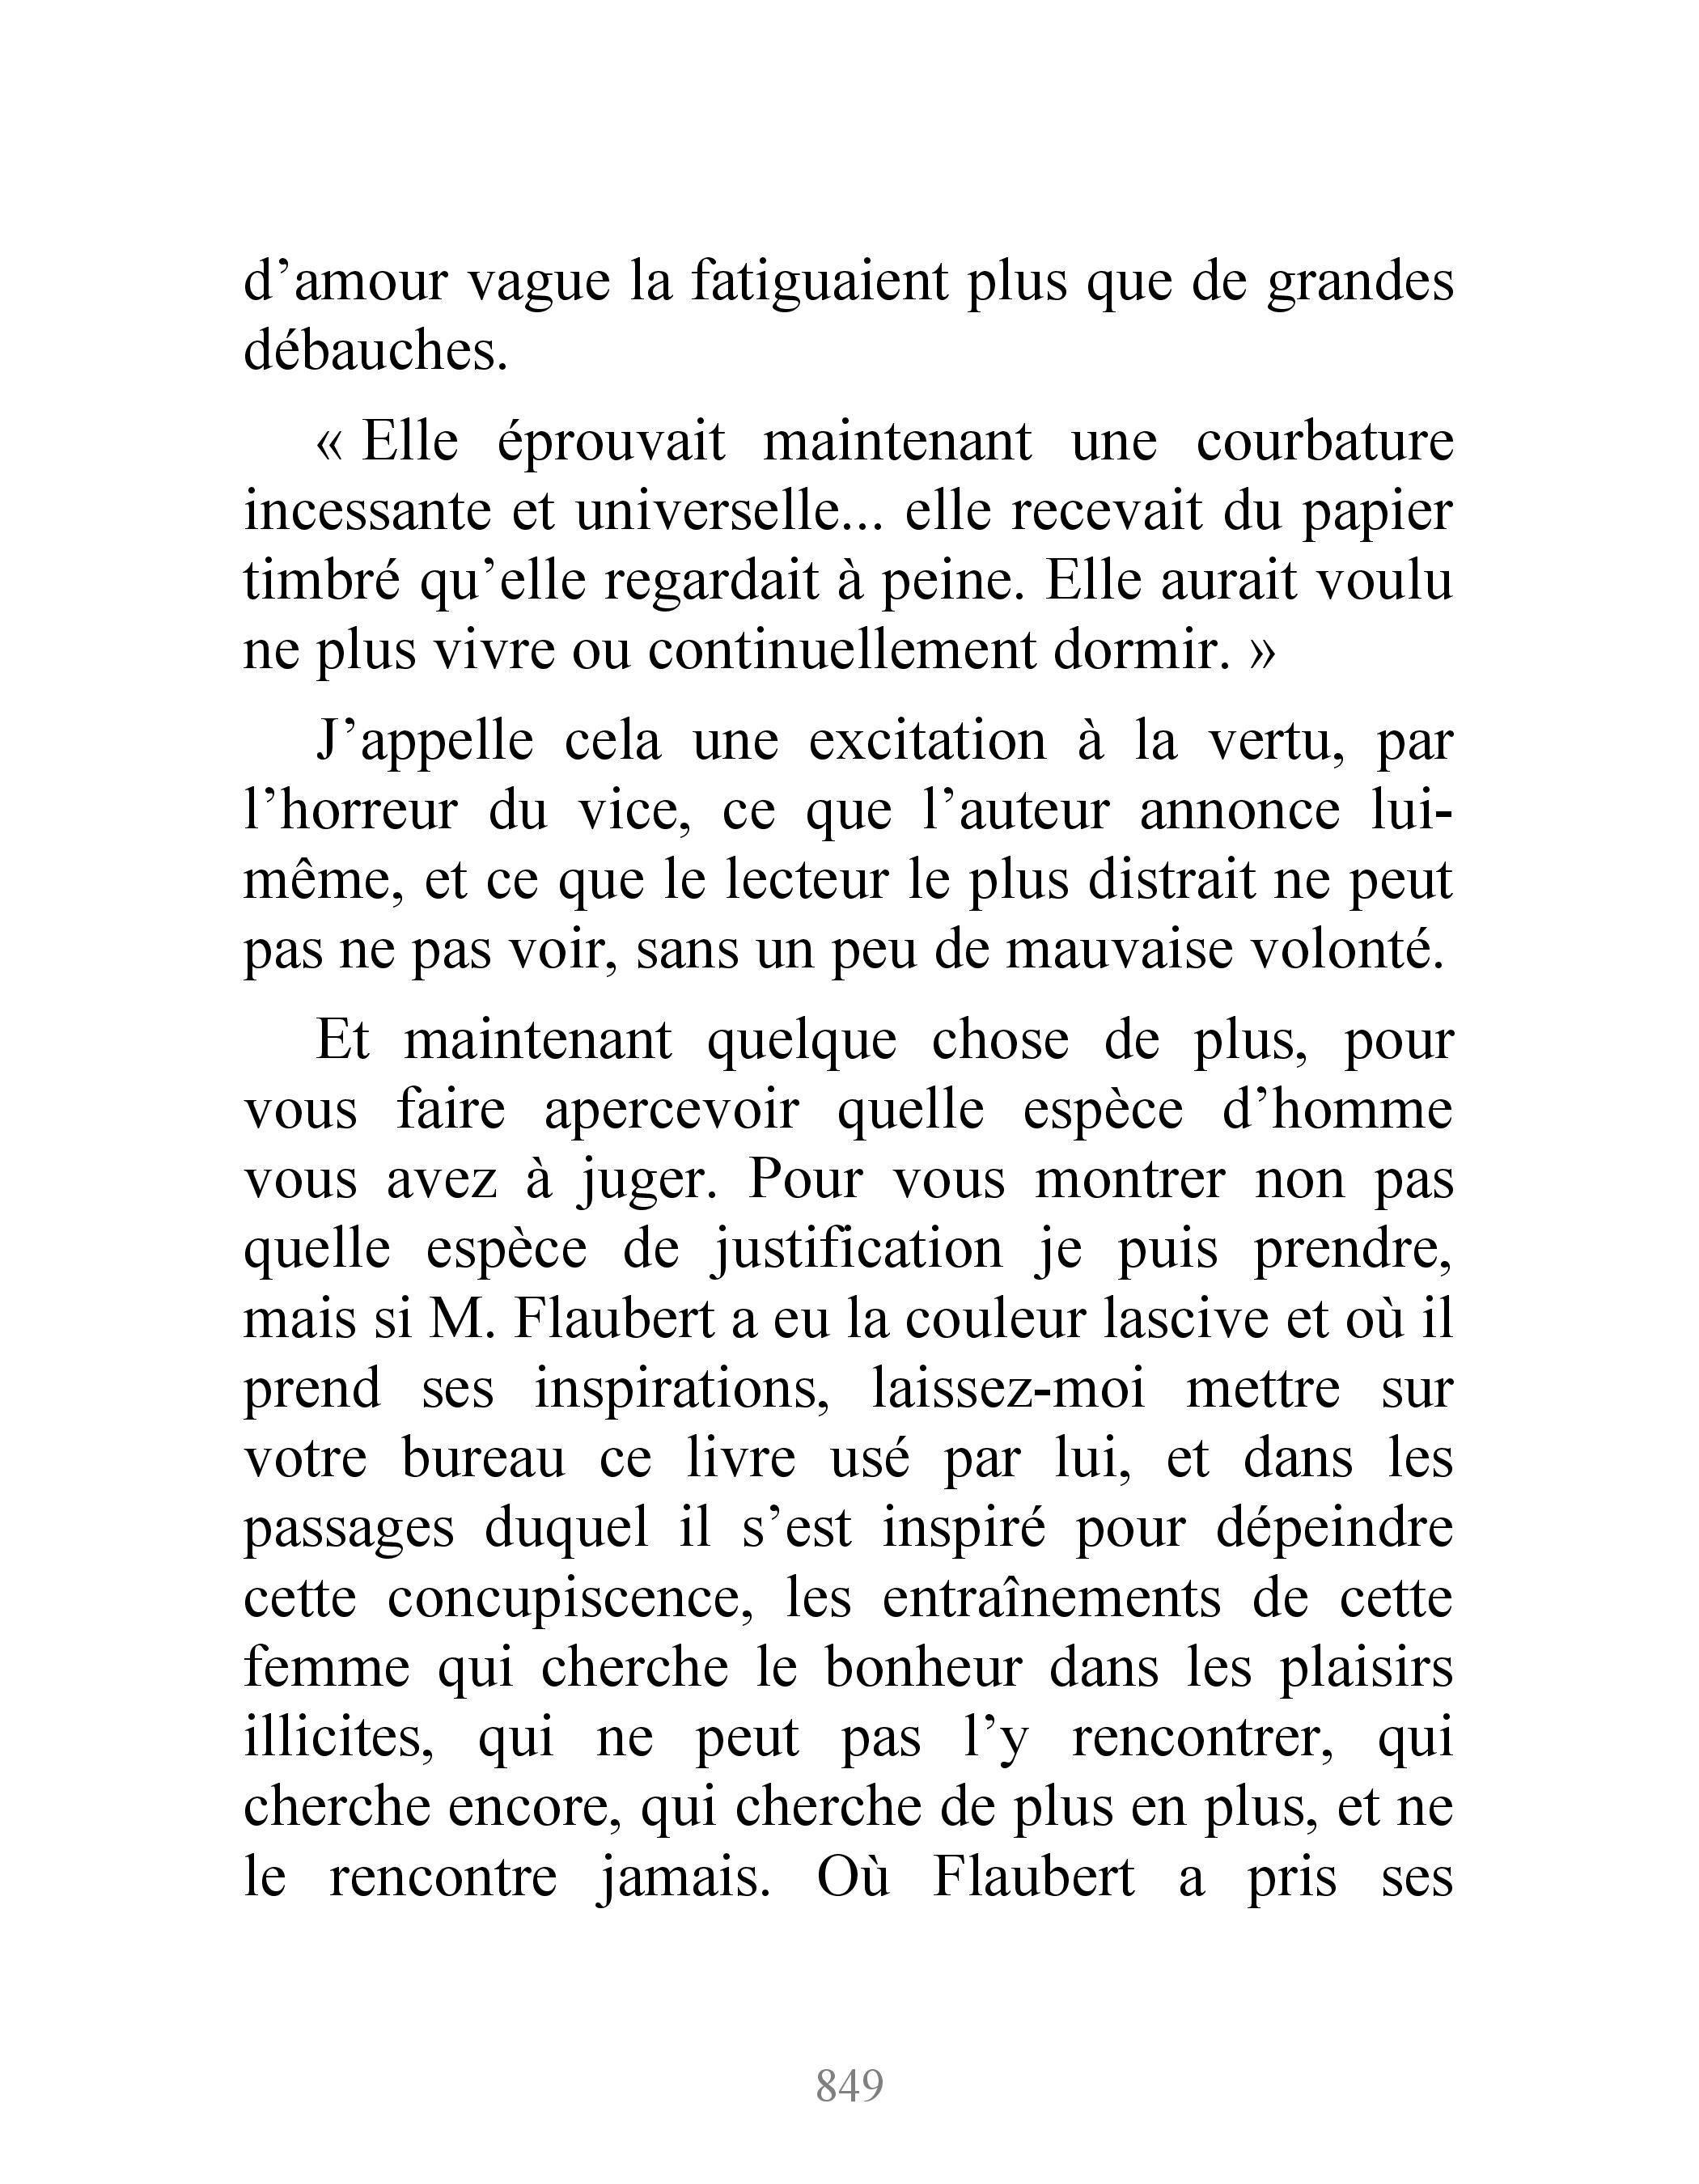 d’amour vague la fatiguaient plus que de grandes
débauches.
« Elle éprouvait maintenant une courbature
incessante et universelle... elle recevait du papier
timbré qu’elle regardait à peine. Elle aurait voulu
ne plus vivre ou continuellement dormir. »
J’appelle cela une excitation à la vertu, par
l’horreur du vice, ce que l’auteur annonce lui-
même, et ce que le lecteur le plus distrait ne peut
pas ne pas voir, sans un peu de mauvaise volonté.
Et maintenant quelque chose de plus, pour
vous faire apercevoir quelle espèce d’homme
vous avez à juger. Pour vous montrer non pas
quelle espèce de justification je puis prendre,
mais si M. Flaubert a eu la couleur lascive et où il
prend ses inspirations, laissez-moi mettre sur
votre bureau ce livre usé par lui, et dans les
passages duquel il s’est inspiré pour dépeindre
cette concupiscence, les entraînements de cette
femme qui cherche le bonheur dans les plaisirs
illicites, qui ne peut pas l’y rencontrer, qui
cherche encore, qui cherche de plus en plus, et ne
le rencontre jamais. Où Flaubert a pris ses
849